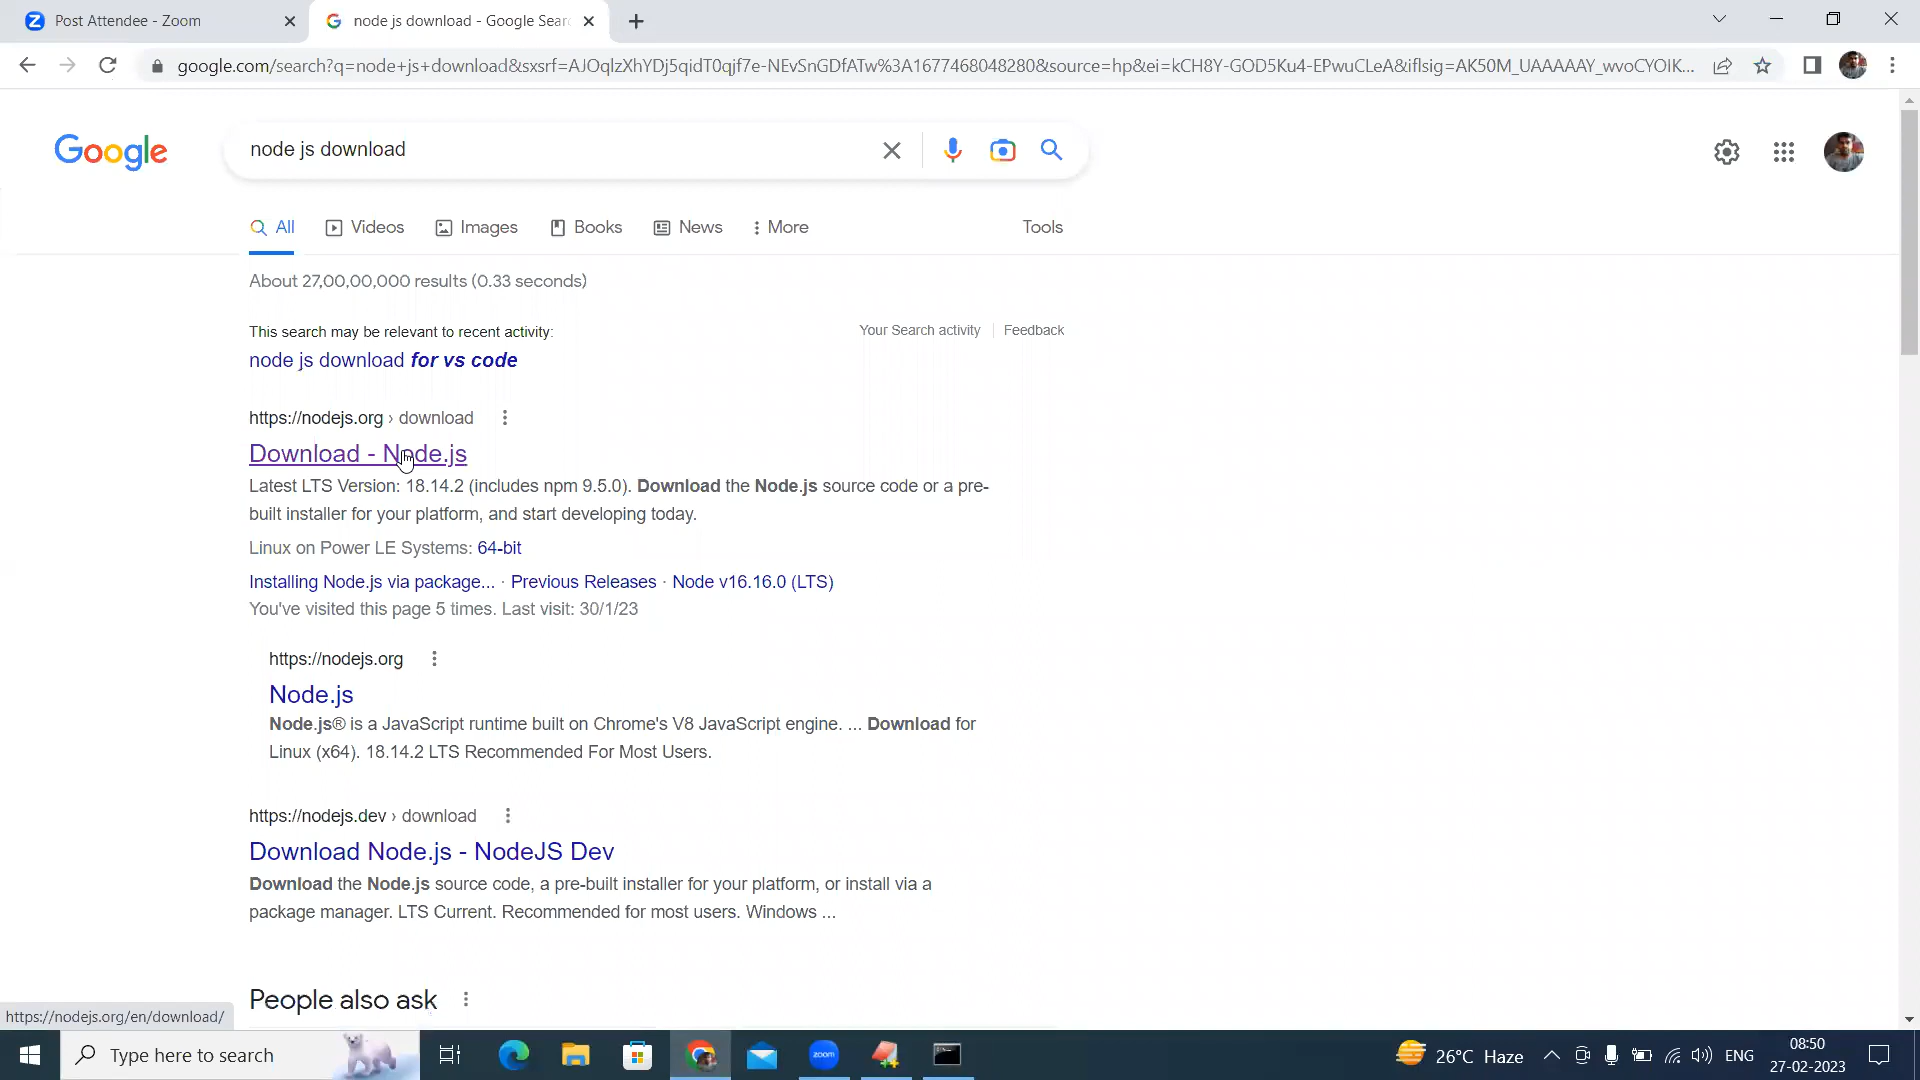 Post Attendee - Zoom
node js download - Google Sear
google.com/search?q=node+js+download&sxsrf=AJOqlzXhYDj5qidT0qjf7e-NEvSnGDfATw%3A1677468048280&source=hp&ei=kCH8Y-GOD5Ku4-EPwuCLeA&iflsig=AK50M_UAAAAAY_wvoCYOIK...
Google
node js download
All
Videos
Images
Books
News
More
Tools
About 27,00,00,000 results (0.33 seconds)
This search may be relevant to recent activity:
Your Search activity
Feedback
node js download for vs code
https://nodejs.org › download
Download - Node.js
Latest LTS Version: 18.14.2 (includes npm 9.5.0). Download the Node.js source code or a pre-
built installer for your platform, and start developing today.
Linux on Power LE Systems: 64-bit
Installing Node.js via package... · Previous Releases · Node v16.16.0 (LTS)
You've visited this page 5 times. Last visit: 30/1/23
https://nodejs.org
Node.js
Node.js® is a JavaScript runtime built on Chrome's V8 JavaScript engine. ... Download for
Linux (x64). 18.14.2 LTS Recommended For Most Users.
https://nodejs.dev › download
Download Node.js - NodeJS Dev
Download the Node.js source code, a pre-built installer for your platform, or install via a
package manager. LTS Current. Recommended for most users. Windows ...
People also ask
https://nodejs.org/en/download/
Type here to search
zoom
26°C Haze
ENG
08:50
27-02-2023